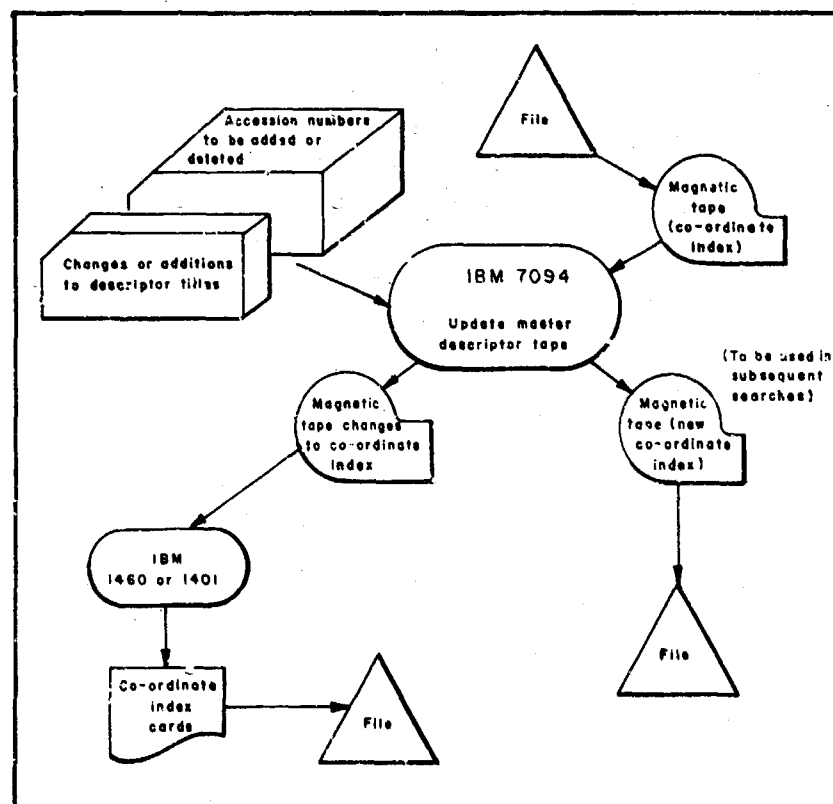 Accession numbers
to be added or
deleted
Changes or additions
to descriptor titles
File
Magnetic
tape
(co-ordinate
index)
IBM 7094
Update master
descriptor tape
(To be used in
subsequent
searches)
Magnetic
tape changes
to co-ordinate
index
Magnetic
tape (new
co-ordinate
index)
IBM
1460 or 1401
Co-ordinate
index
cards
File
File